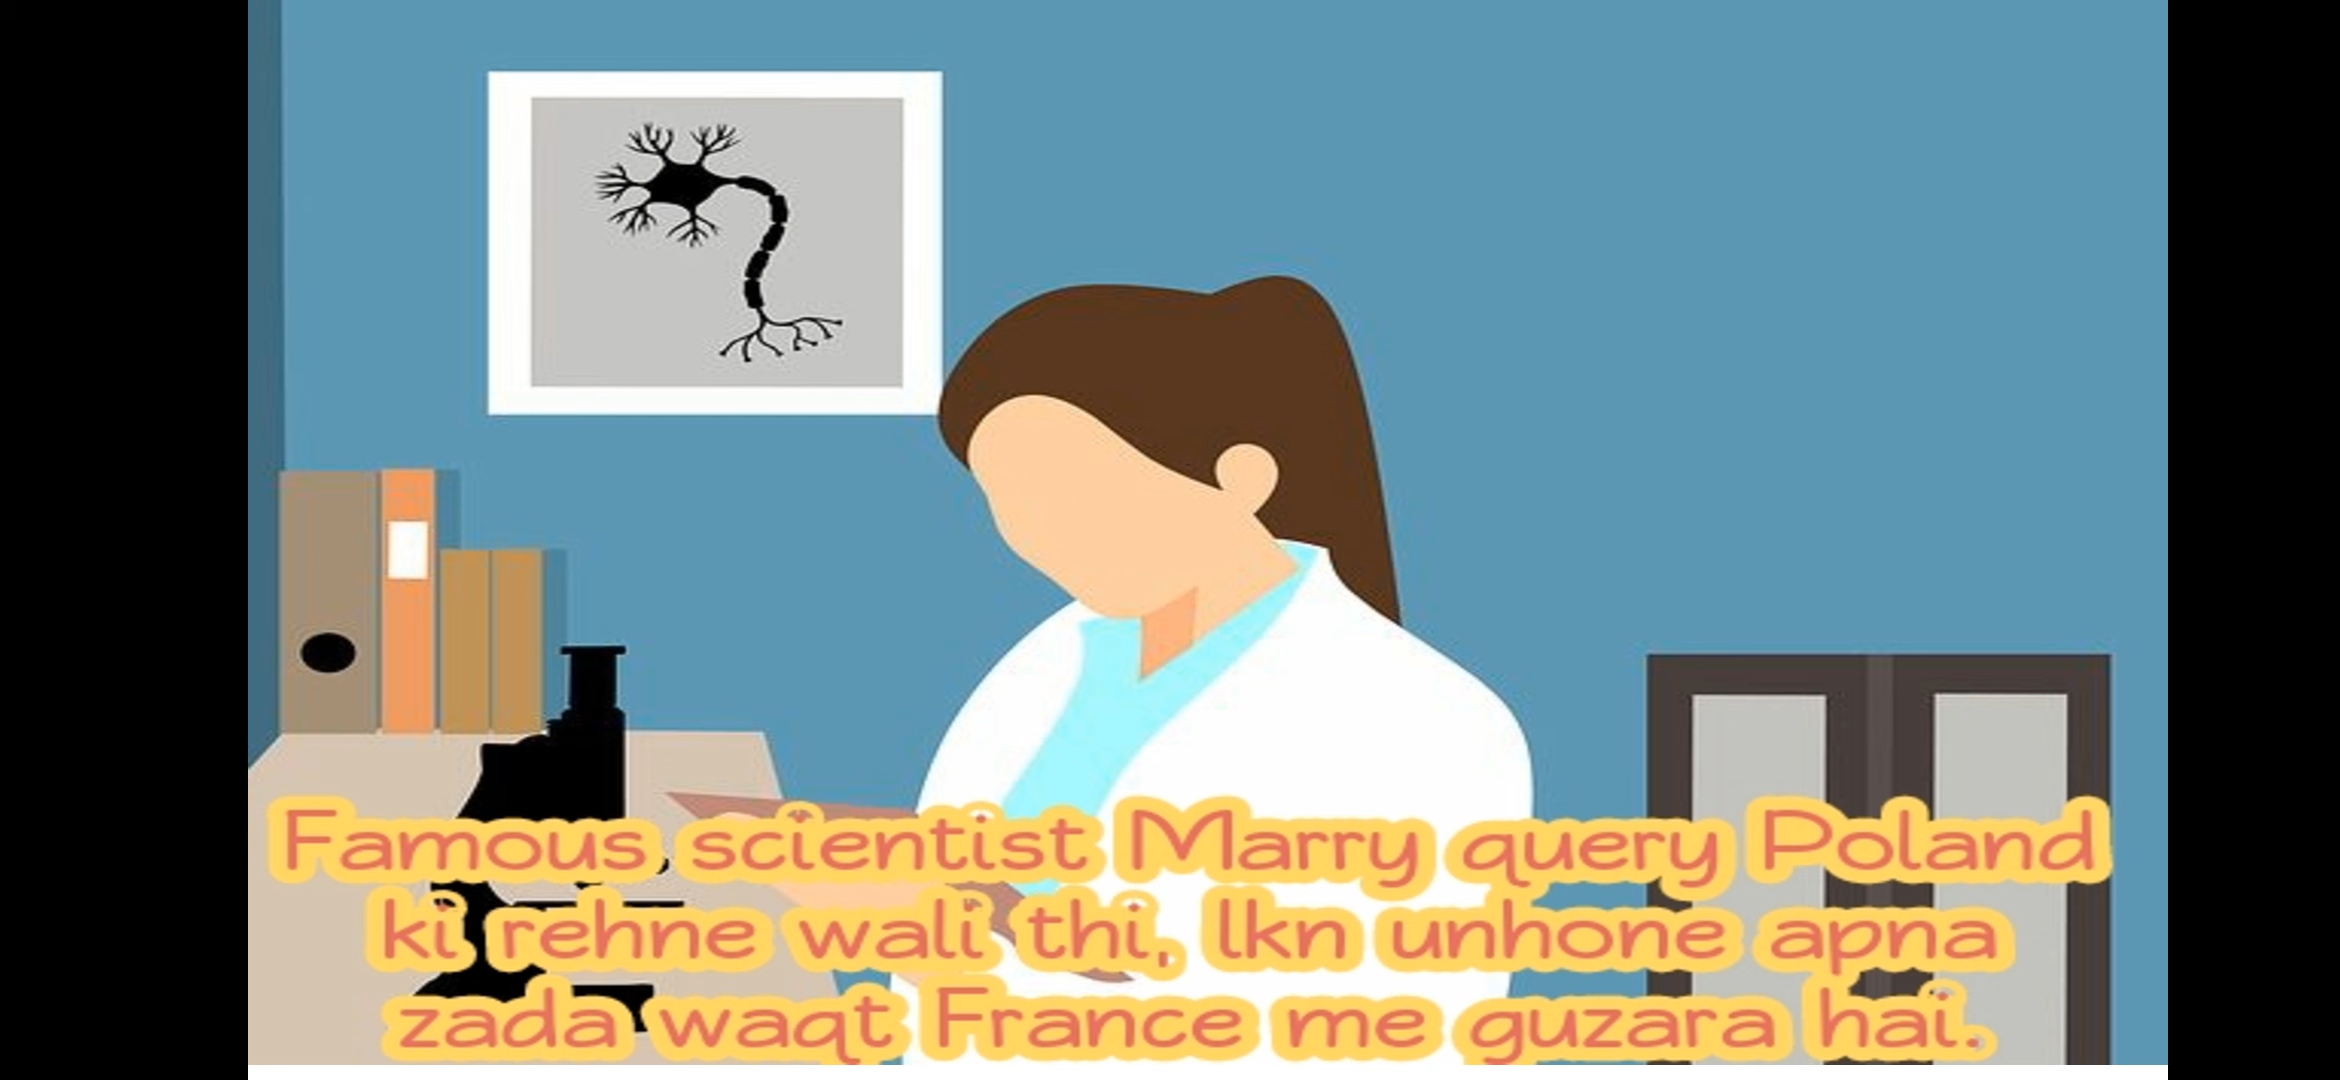 Famous scientist Marry query Poland
ki rehne wali thi, lkn unhone apna
zada waqt France me guzara hai.